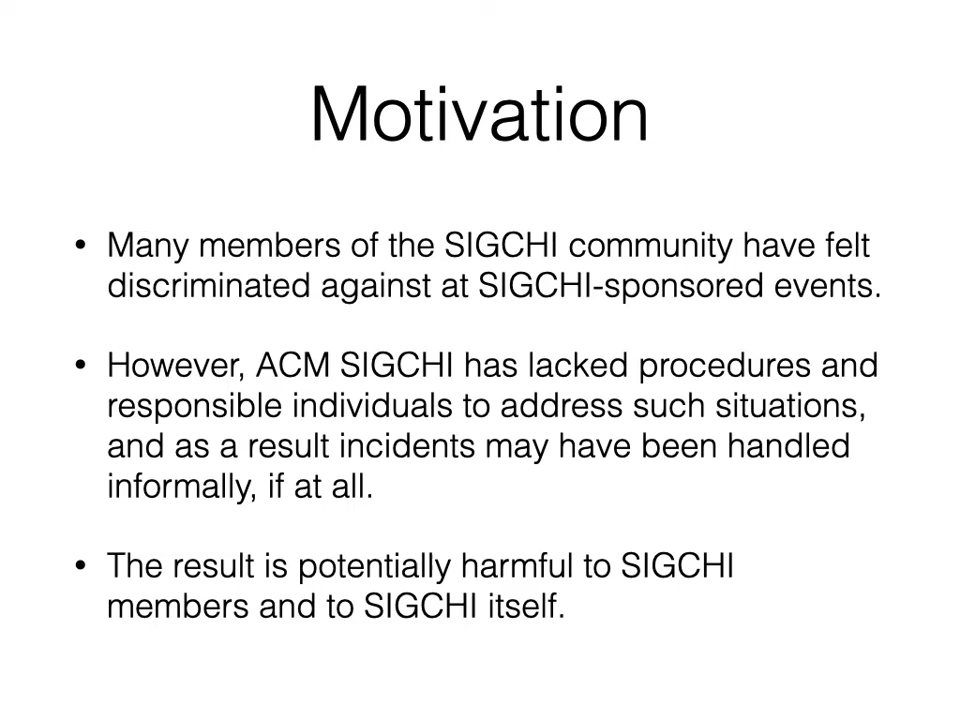 Motivation
• Many members of the SIGCHI community have felt
discriminated against at SIGCHI-sponsored events.
• However, ACM SIGCHI has lacked procedures and
responsible individuals to address such situations,
and as a result incidents may have been handled
informally, if at all.
• The result is potentially harmful to SIGCHI
members and to SIGCHI itself.